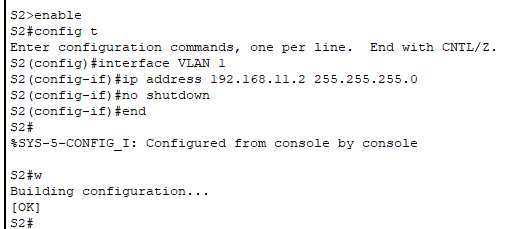 S2>enable
S2#config t
Enter configuration commands, one per line.  End with CNTL/Z.
S2(config)#interface VLAN 1
S2(config-if)#ip address 192.168.11.2 255.255.255.0
S2(config-if)#no shutdown
S2(config-if)#end
S2#
%SYS-5-CONFIG_I: Configured from console by console

S2#w
Building configuration...
[OK]
S2#